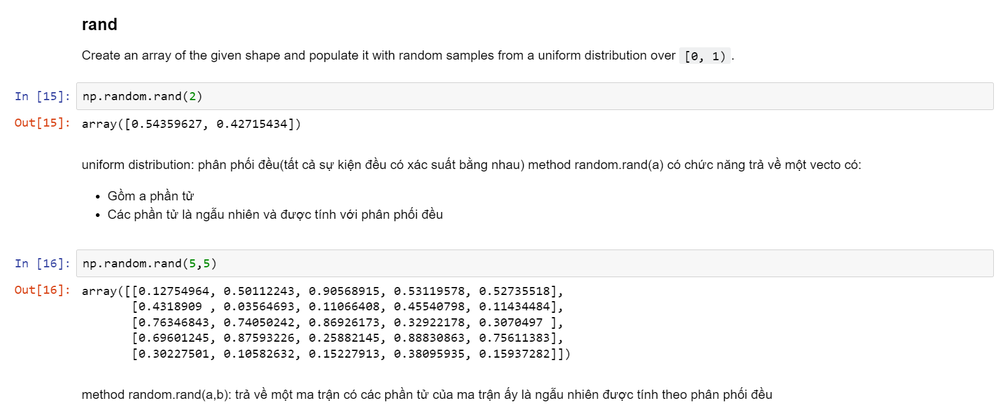 rand
Create an array of the given shape and populate it with random samples from a uniform distribution over [0, 1).
In [15]: np.random.rand(2)
Out[15]: array([0.54359627, 0.42715434])
uniform distribution: phân phối đều(tất cả sự kiện đều có xác suất bằng nhau) method random.rand(a) có chức năng trả về một vecto có:
• Gồm a phần tử
• Các phần tử là ngẫu nhiên và được tính với phân phối đều
In [16]: np.random.rand(5,5)
Out[16]: array([[0.12754964, 0.50112243, 0.90568915, 0.53119578, 0.52735518],
[0.4318909 , 0.03564693, 0.11066408, 0.45540798, 0.11434484],
[0.76346843, 0.74050242, 0.86926173, 0.32922178, 0.3070497 ],
[0.69601245, 0.87593226, 0.25882145, 0.88830863, 0.75611383],
[0.30227501, 0.10582632, 0.15227913, 0.38095935, 0.15937282]])
method random.rand(a,b): trả về một ma trận có các phần tử của ma trận ấy là ngẫu nhiên được tính theo phân phối đều